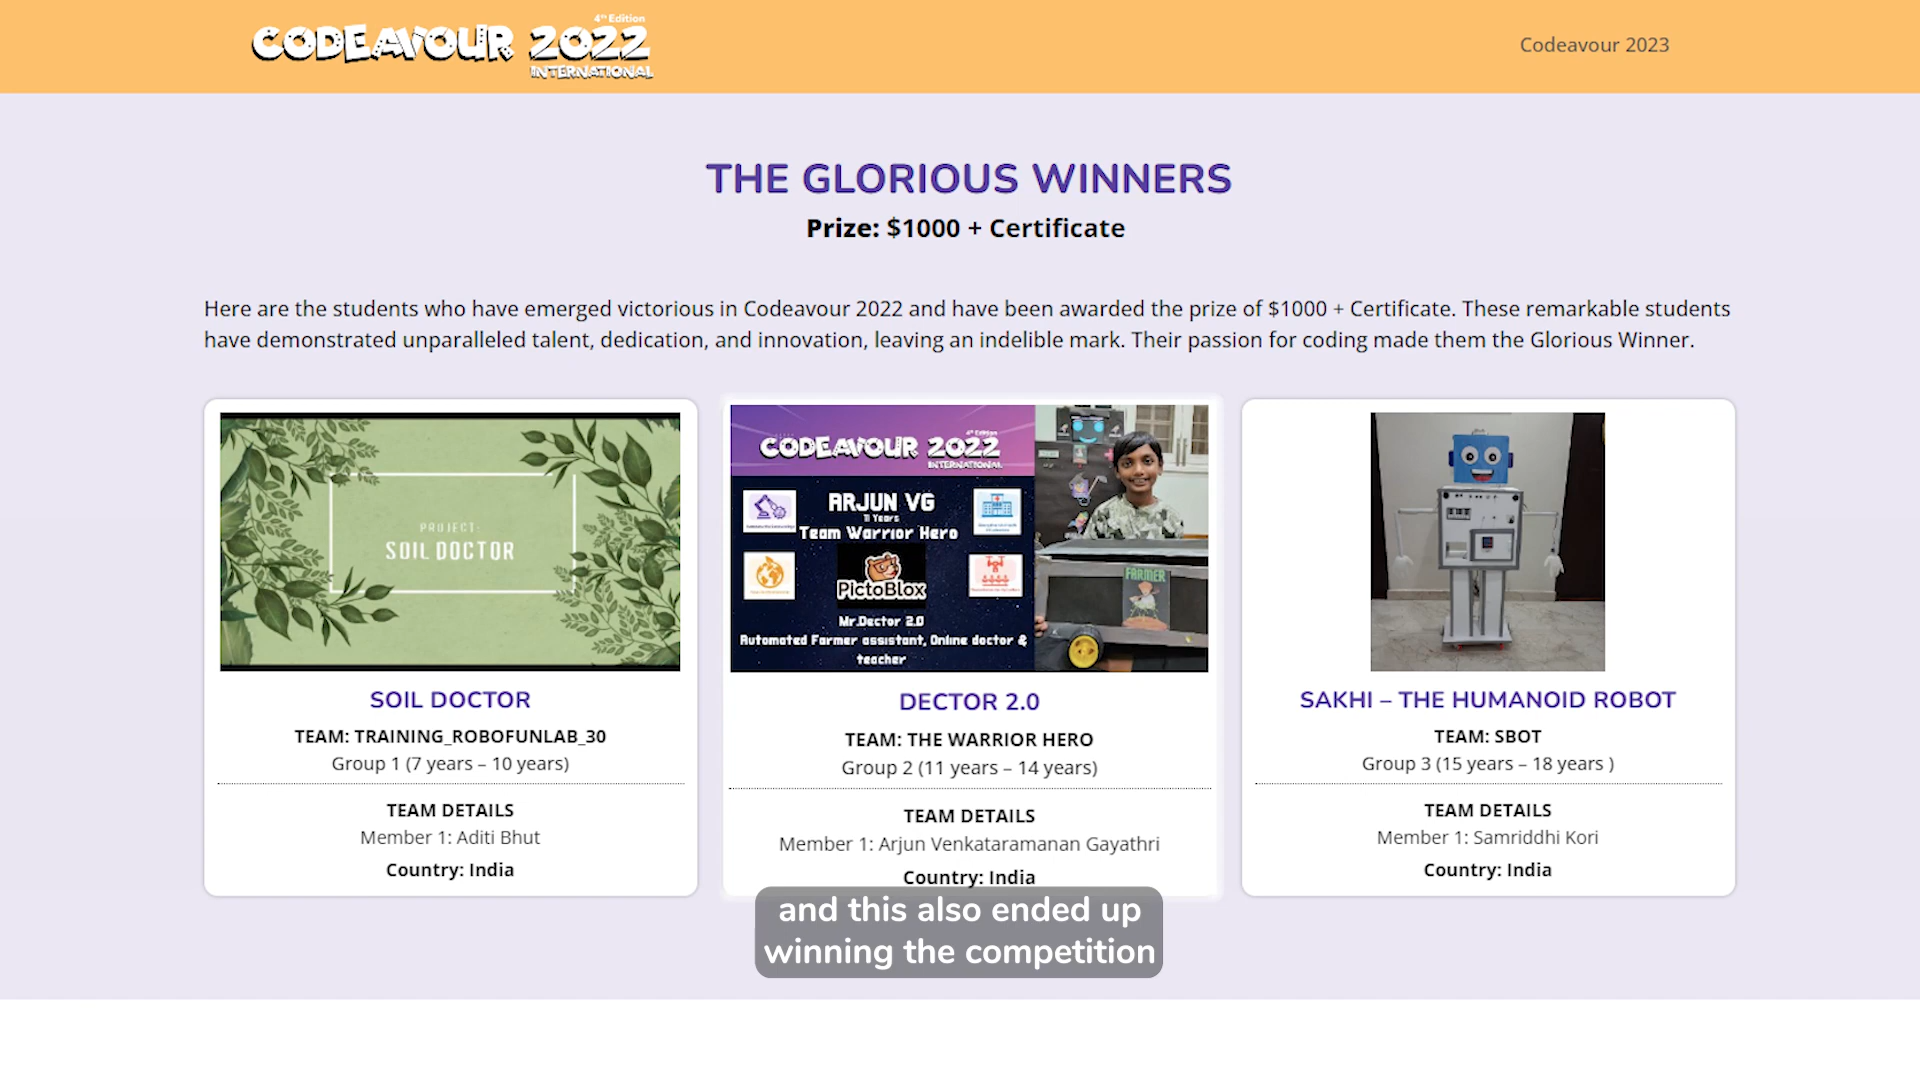 4th Edition
CODEAVOUR 2022
INTERNATIONAL
Codeavour 2023
THE GLORIOUS WINNERS
Prize: $1000 + Certificate
Here are the students who have emerged victorious in Codeavour 2022 and have been awarded the prize of $1000 + Certificate. These remarkable students
have demonstrated unparalleled talent, dedication, and innovation, leaving an indelible mark. Their passion for coding made them the Glorious Winner.
PROJECT:
SOIL DOCTOR
SOIL DOCTOR
TEAM: TRAINING_ROBOFUNLAB_30
Group 1 (7 years – 10 years)
TEAM DETAILS
Member 1: Aditi Bhut
Country: India
4th Edition
CODEAVOUR 2022
INTERNATIONAL
ARJUN VG
11 Years
Team Warrior Hero
PictoBlox
Mr.Dector 2.0
Automated Farmer assistant, Online doctor &
teacher
FARMER
DECTOR 2.0
TEAM: THE WARRIOR HERO
Group 2 (11 years – 14 years)
TEAM DETAILS
Member 1: Arjun Venkataramanan Gayathri
Country: India
SAKHI – THE HUMANOID ROBOT
TEAM: SBOT
Group 3 (15 years – 18 years )
TEAM DETAILS
Member 1: Samriddhi Kori
Country: India
and this also ended up
winning the competition